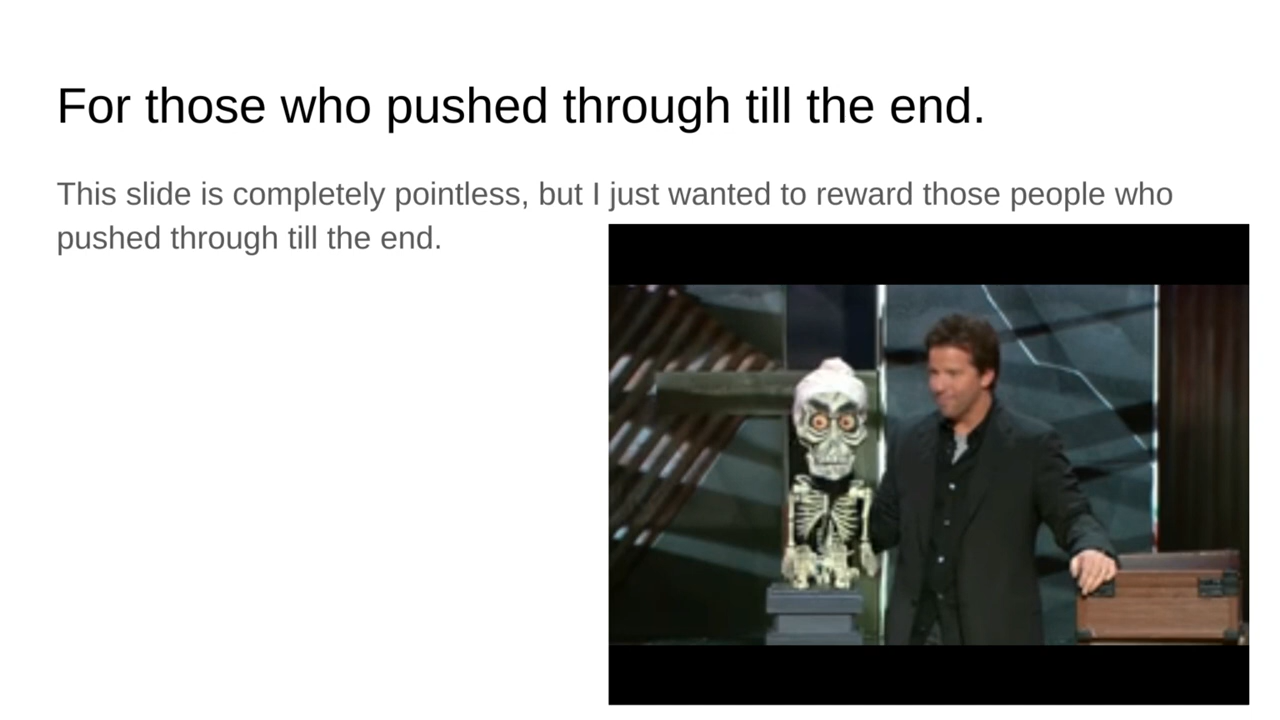 For those who pushed through till the end.
This slide is completely pointless, but I just wanted to reward those people who
pushed through till the end.